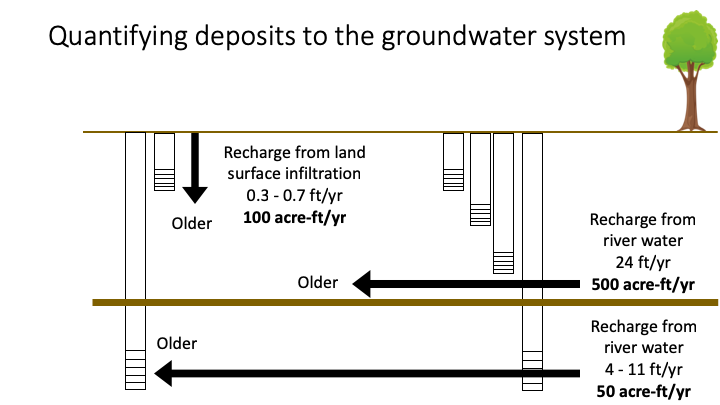 Quantifying deposits to the groundwater system
Recharge from land
surface infiltration
0.3 - 0.7 ft/yr
100 acre-ft/yr
Older
Recharge from
river water
24 ft/yr
500 acre-ft/yr
Older
Recharge from
river water
4 - 11 ft/yr
50 acre-ft/yr
Older